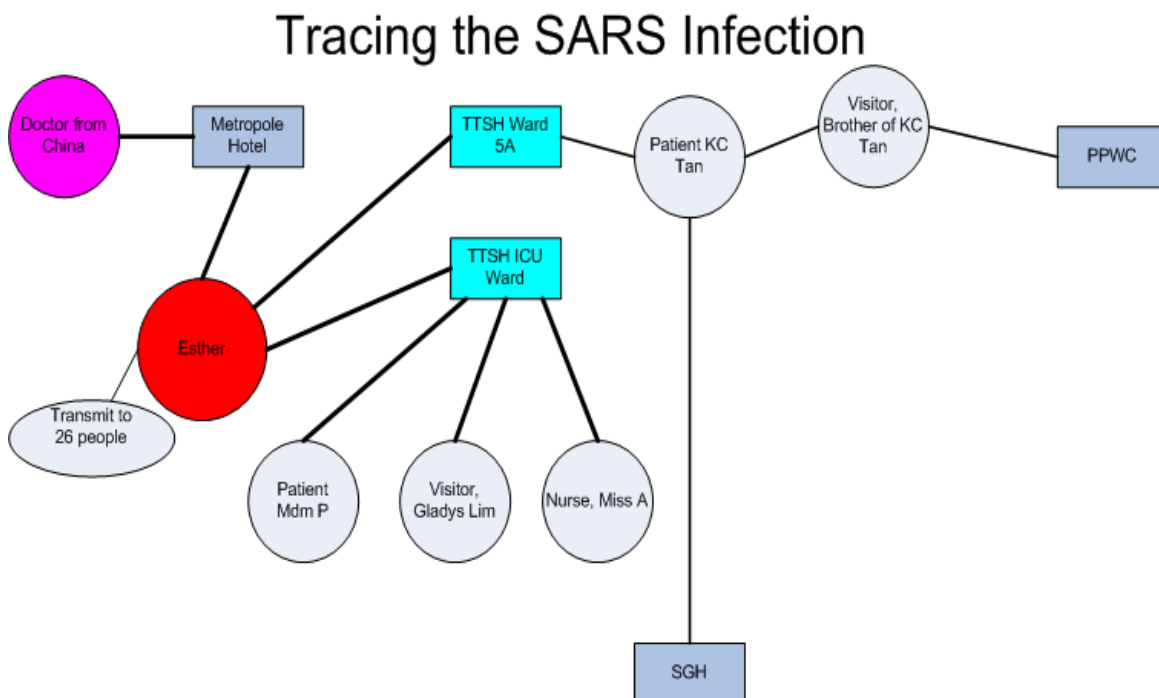 Tracing the SARS Infection
Doctor from
China
Metropole
Hotel
TTSH Ward
5A
Patient KC
Tan
Visitor,
Brother of KC
Tan
PPWC
TTSH ICU
Ward
Esther
Transmit to
26 people
Patient
Mdm P
Visitor,
Gladys Lim
Nurse, Miss A
SGH